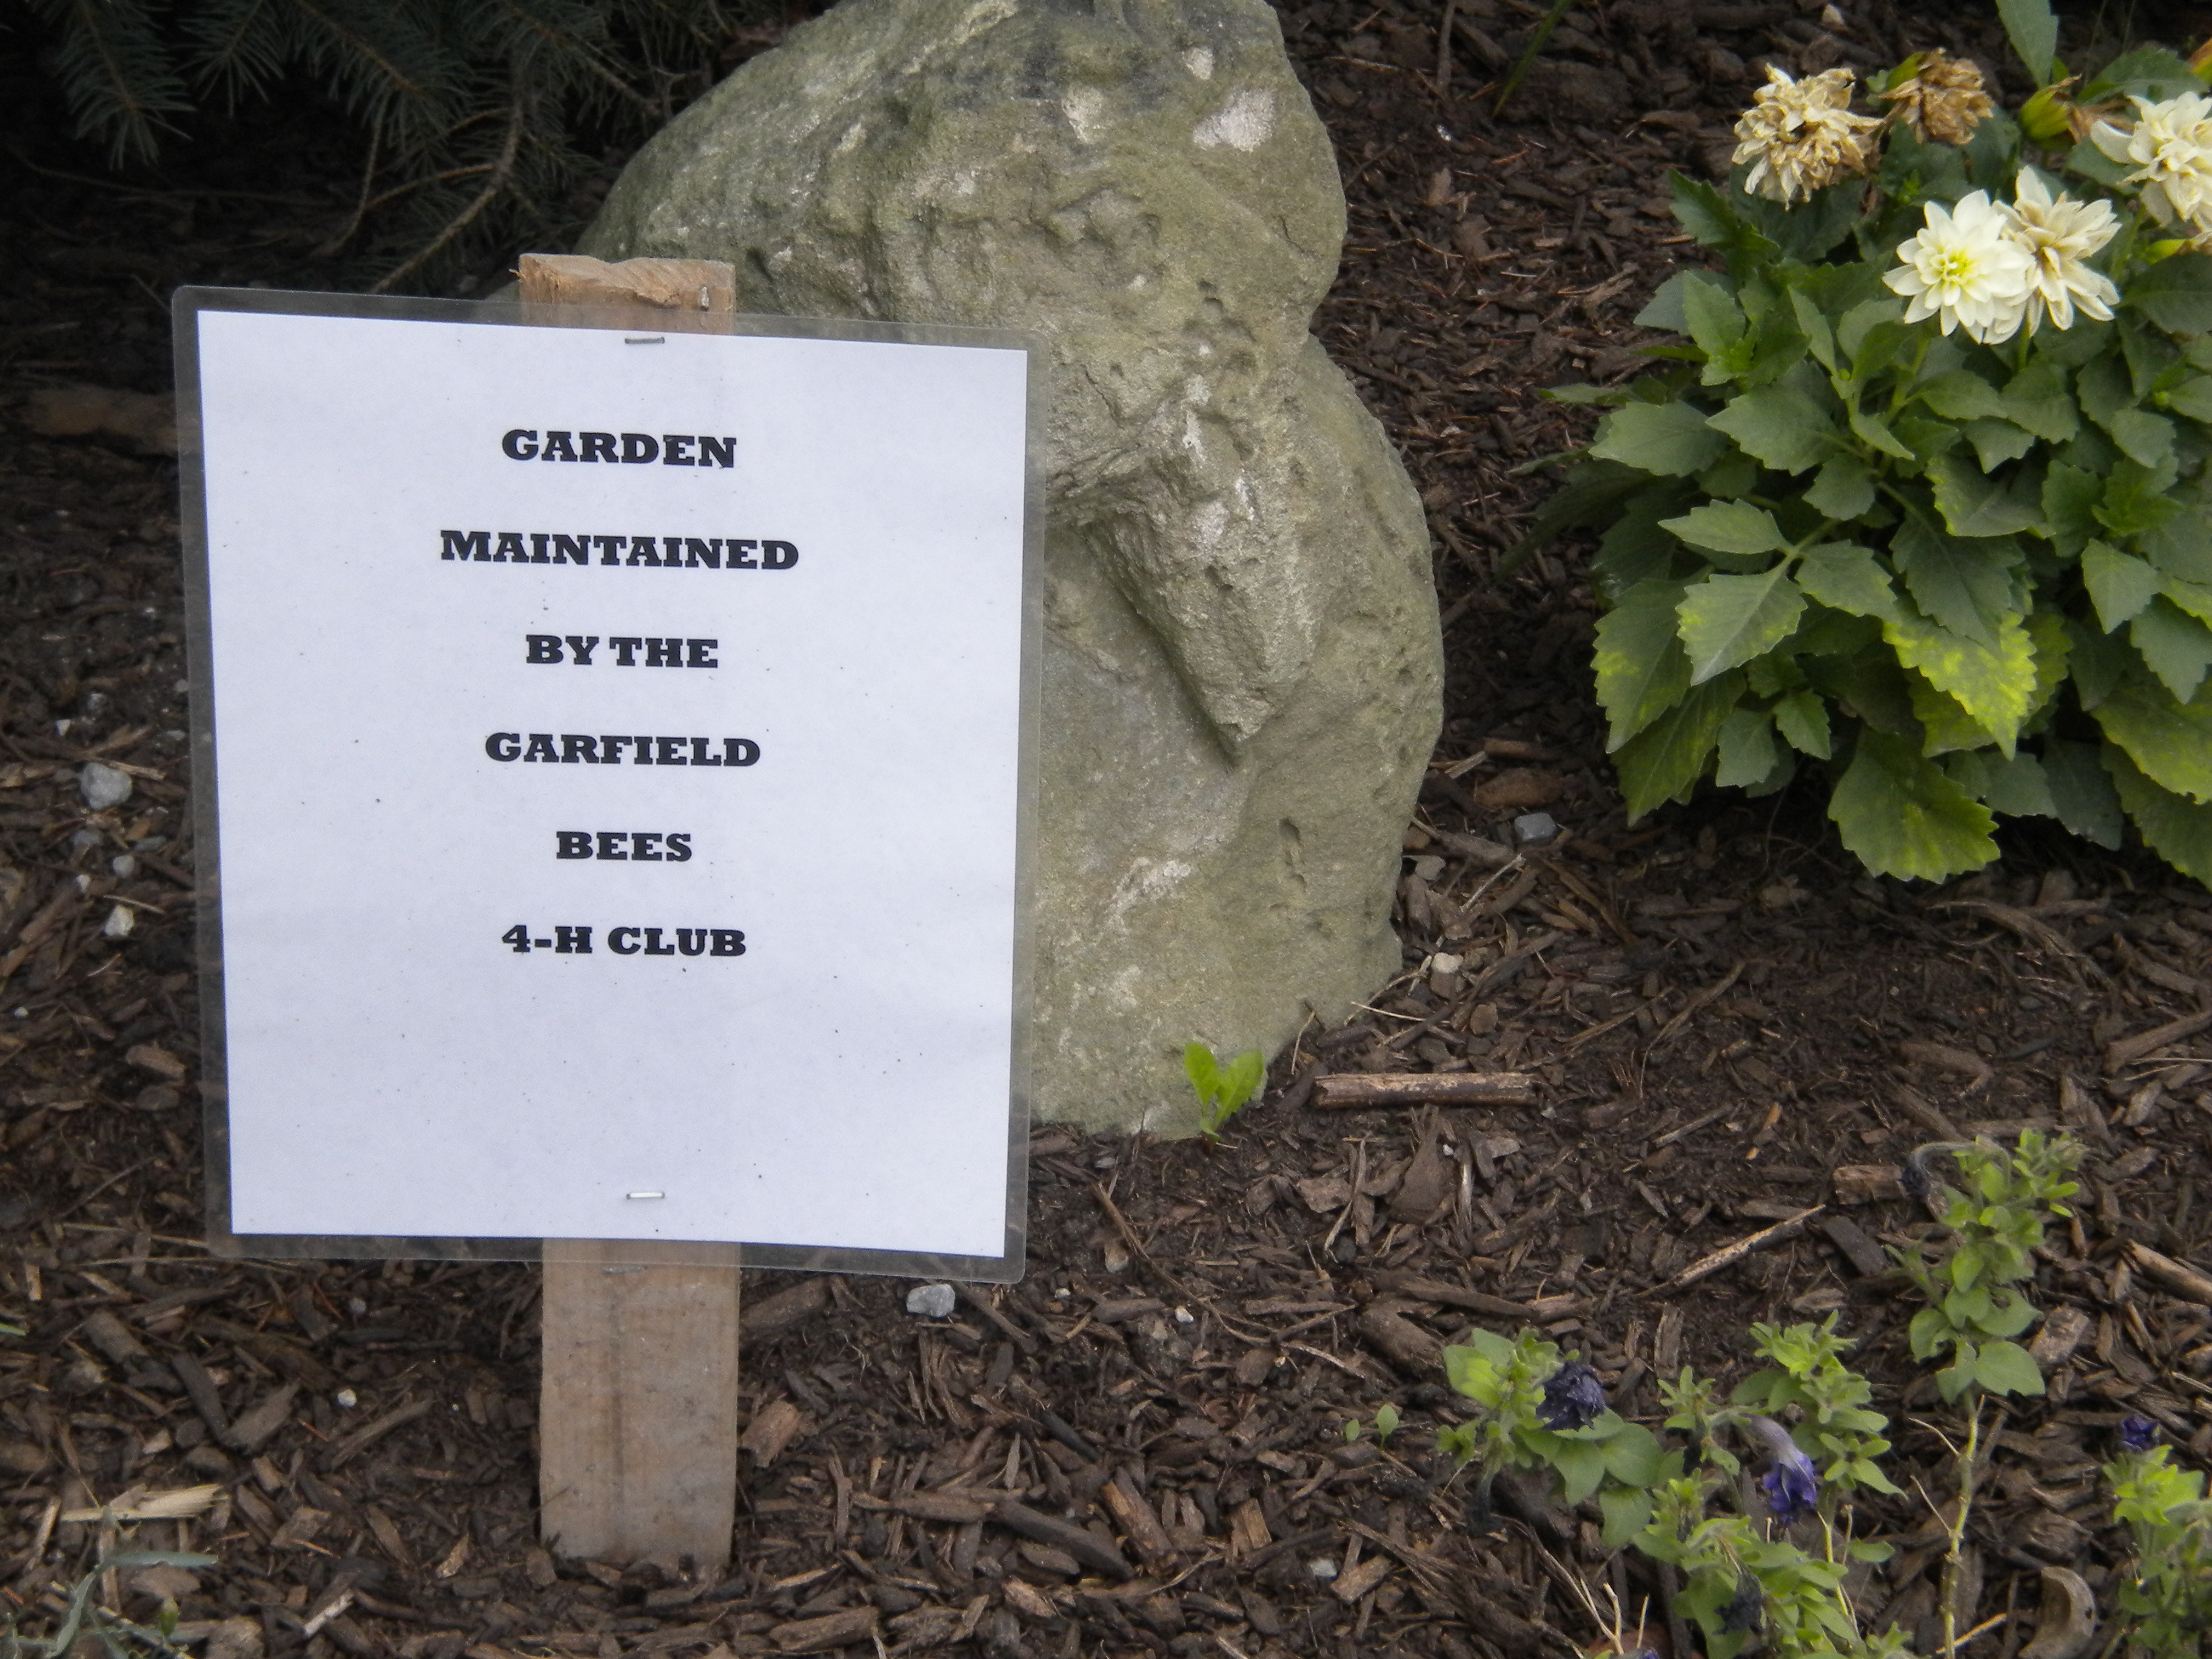 GARDEN
MAINTAINED
BY THE
GARFIELD
BEES
4-H CLUB